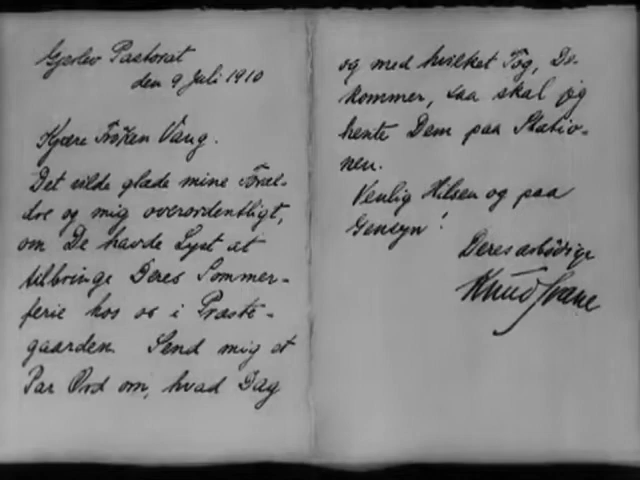 Gjerslev Pastorat
den 9 Juli 1910
Kjære Frøken Vang.
Det vilde glæde mine Foræl-
dre og mig overordentligt,
om De havde Lyst at
tilbringe Deres Sommer-
ferie hos os i Præste-
gaarden. Send mig et
Par Ord om, hvad Dag
og med hvilket Tog, De
kommer, saa skal jeg
hente Dem paa Statio-
nen.
Venlig Hilsen og paa
Gensyn!
Deres ærbødige
Knud Svane